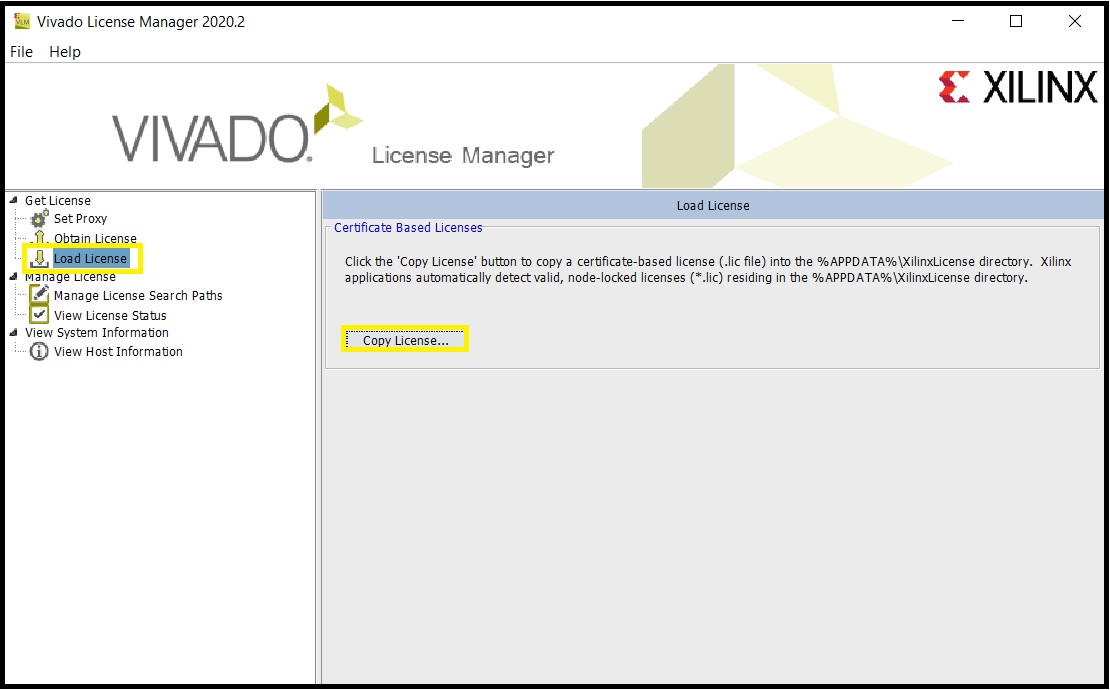 Vivado License Manager 2020.2
File Help
VIVADO.
License Manager
XILINX
Get License
Set Proxy
Obtain License
Load License
Manage License
Manage License Search Paths
View License Status
View System Information
View Host Information
Load License
Certificate Based Licenses
Click the 'Copy License' button to copy a certificate-based license (.lic file) into the %APPDATA%\XilinxLicense directory. Xilinx
applications automatically detect valid, node-locked licenses (*.lic) residing in the %APPDATA%\XilinxLicense directory.
Copy License...